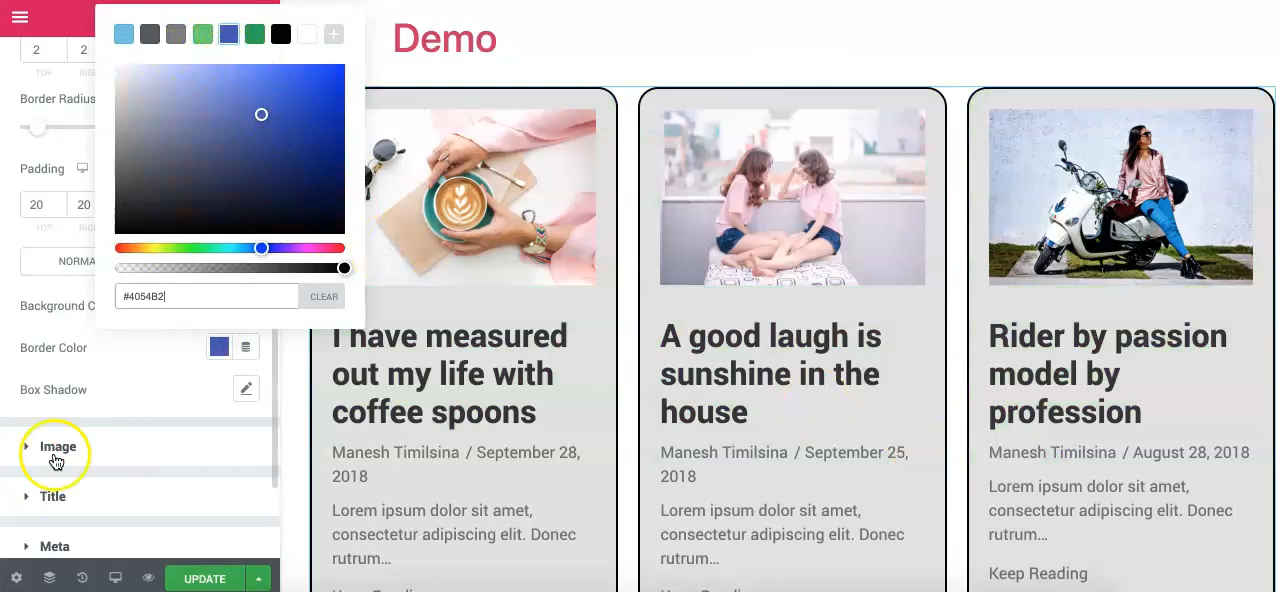 Demo
2
2
TOP
RIG
Border Radius
Padding
20
20
TOP
RIG
NORMA
#4054B2
CLEAR
Background C
Border Color
Box Shadow
Image
Title
Meta
UPDATE
I have measured
out my life with
coffee spoons
Manesh Timilsina / September 28,
2018
Lorem ipsum dolor sit amet,
consectetur adipiscing elit. Donec
rutrum...
A good laugh is
sunshine in the
house
Manesh Timilsina / September 25,
2018
Lorem ipsum dolor sit amet,
consectetur adipiscing elit. Donec
rutrum...
Rider by passion
model by
profession
Manesh Timilsina / August 28, 2018
Lorem ipsum dolor sit amet,
consectetur adipiscing elit. Donec
rutrum...
Keep Reading